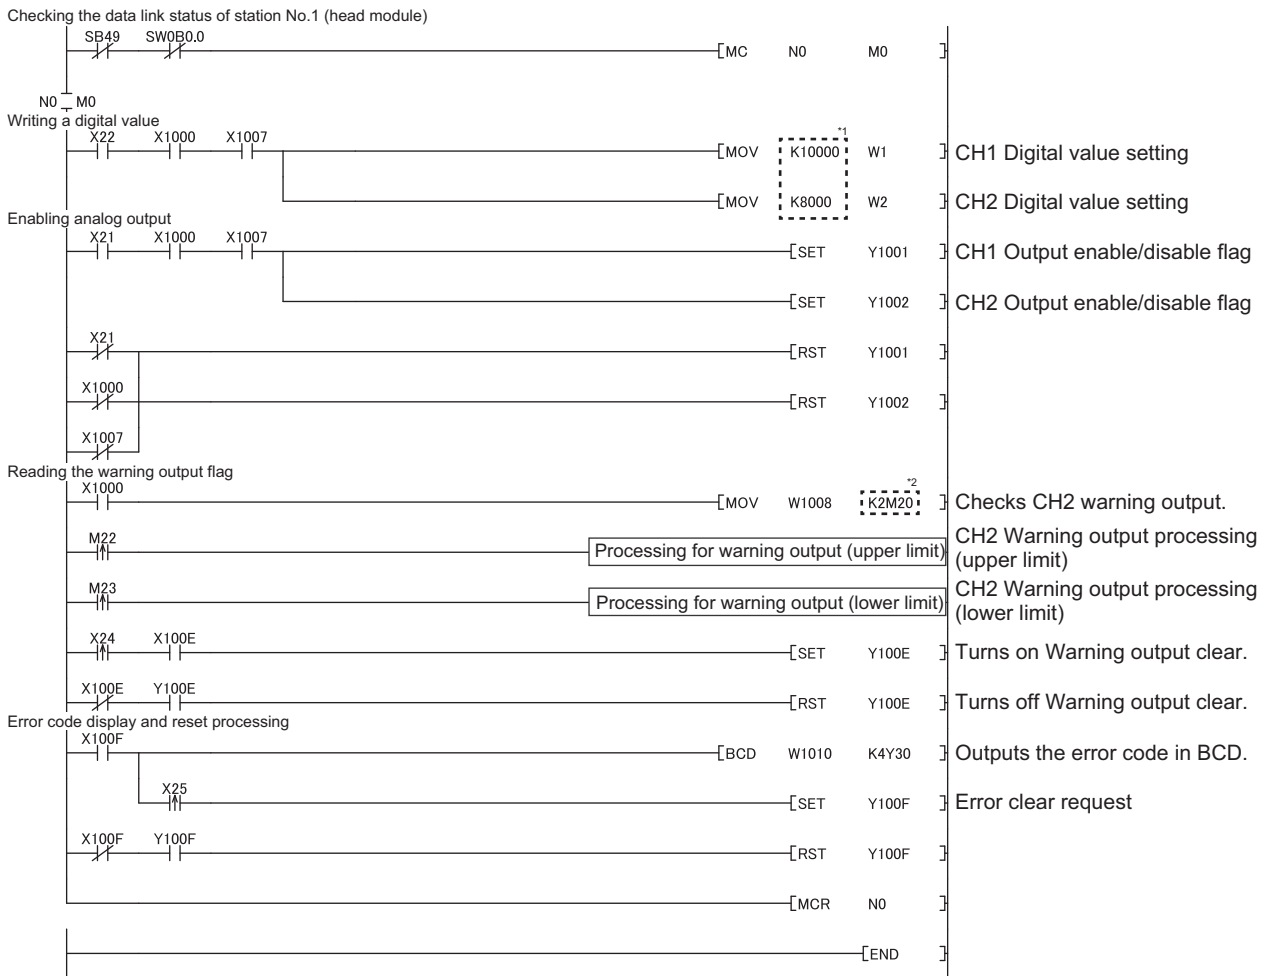 Checking the data link status of station No.1 (head module)
SB49 SW0B0.0
MC N0 M0
N0 M0
Writing a digital value
X22 X1000 X1007 *1
MOV K10000 W1 CH1 Digital value setting
MOV K8000 W2 CH2 Digital value setting
Enabling analog output
X21 X1000 X1007
SET Y1001 CH1 Output enable/disable flag
SET Y1002 CH2 Output enable/disable flag
X21
RST Y1001
X1000
RST Y1002
X1007
Reading the warning output flag
X1000 *2
MOV W1008 K2M20 Checks CH2 warning output.
M22
Processing for warning output (upper limit) CH2 Warning output processing
(upper limit)
M23
Processing for warning output (lower limit) CH2 Warning output processing
(lower limit)
X24 X100E
SET Y100E Turns on Warning output clear.
X100E Y100E
RST Y100E Turns off Warning output clear.
Error code display and reset processing
X100F
BCD W1010 K4Y30 Outputs the error code in BCD.
X25
SET Y100F Error clear request
X100F Y100F
RST Y100F
MCR N0
END